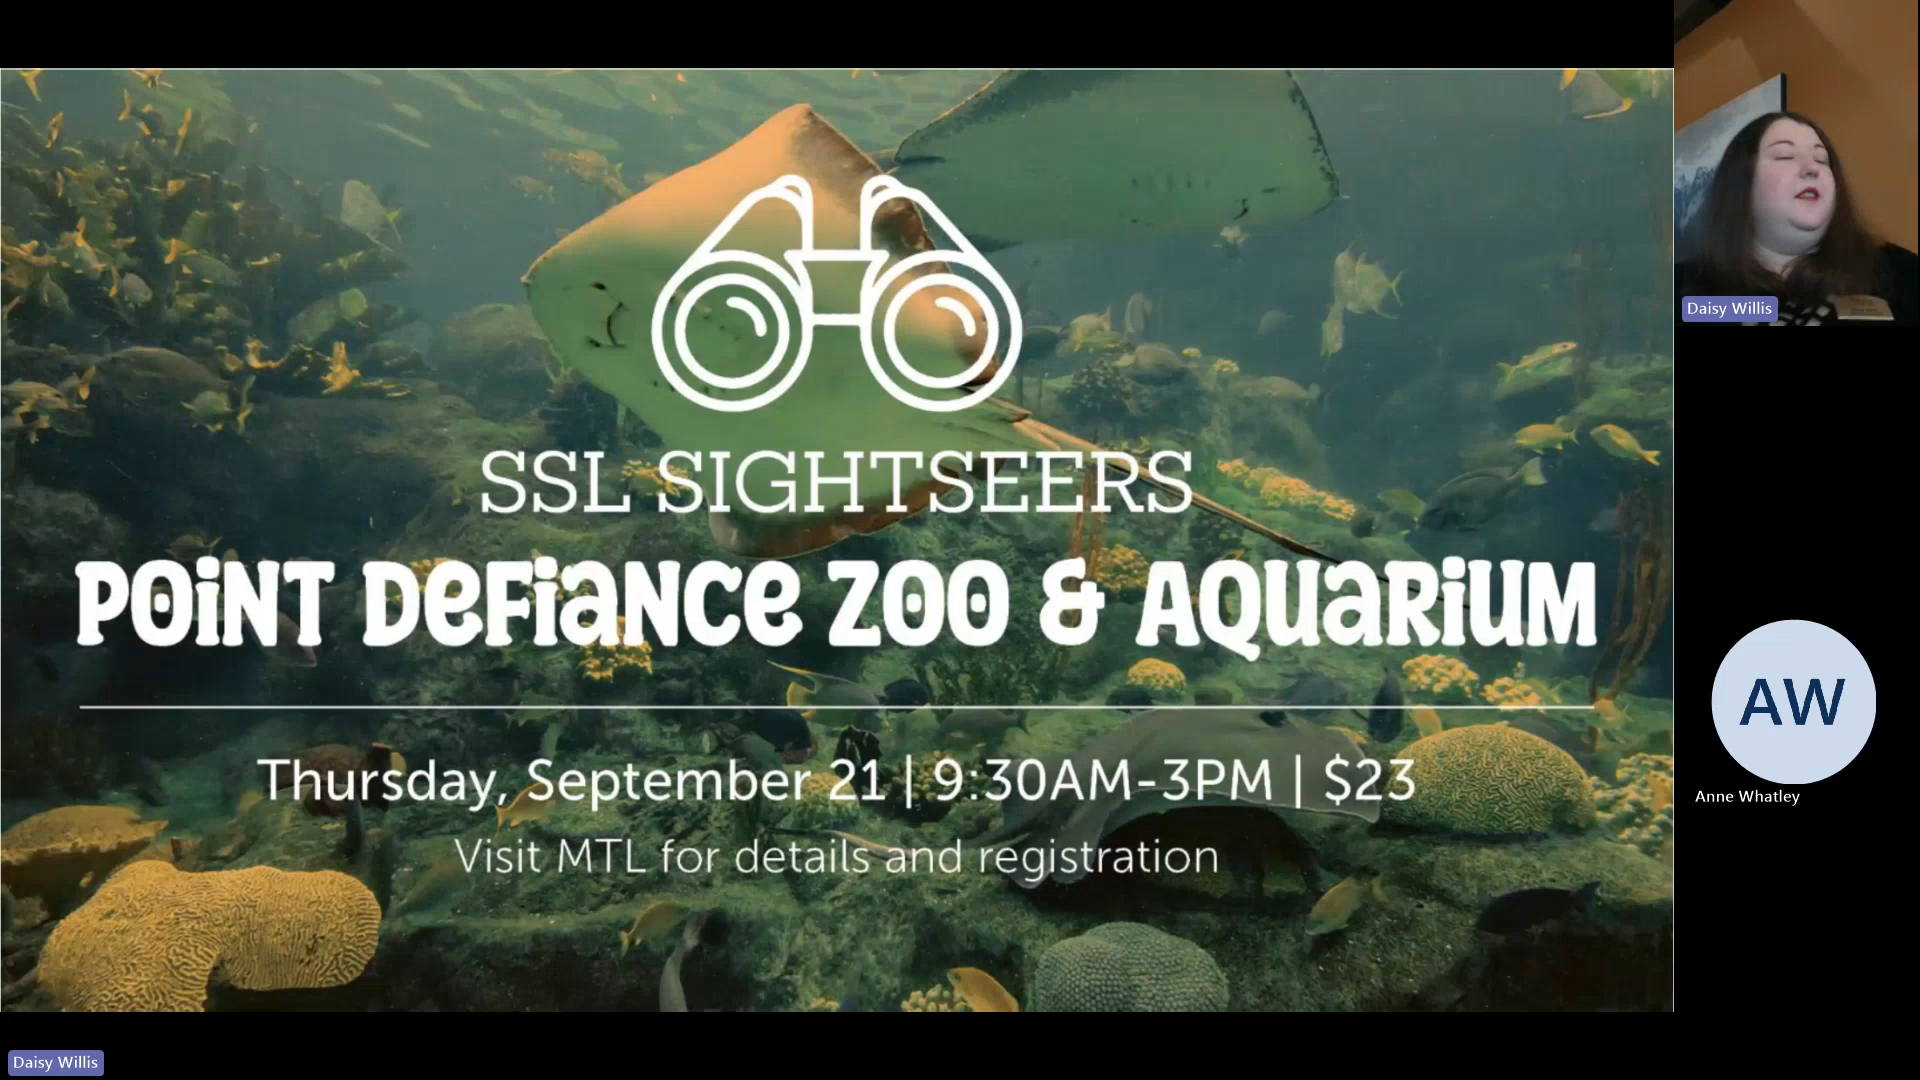 SSL SIGHTSEERS
POiNT DeFiaNCe ZOO & AQUaRiUM
Thursday, September 21 | 9:30AM-3PM | $23
Visit MTL for details and registration
Daisy Willis
AW
Anne Whatley
Daisy Willis